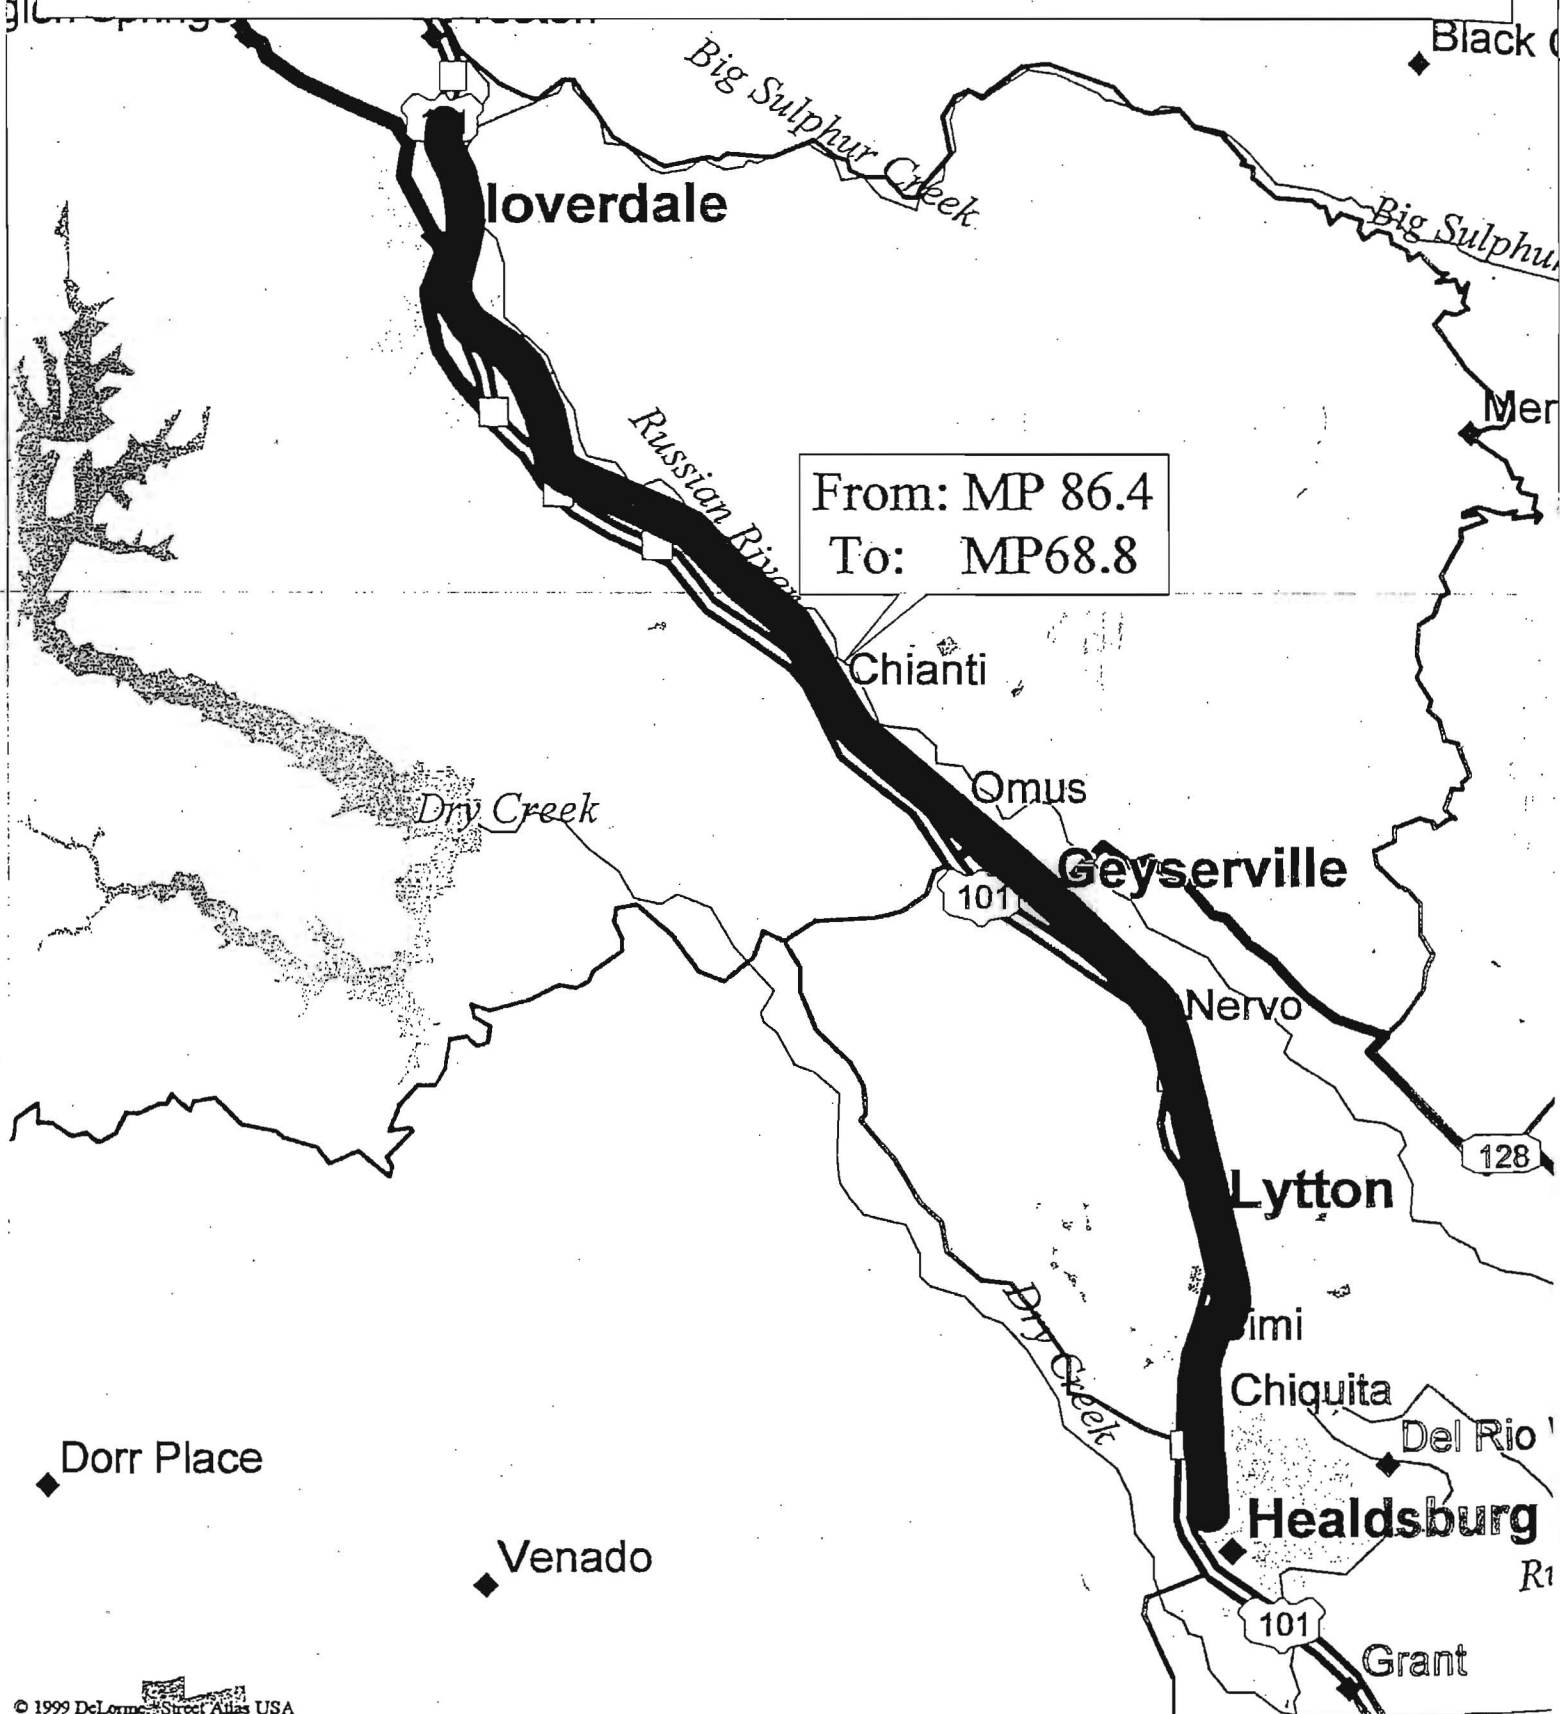 Black
Big Sulphur Creek
loverdale
Big Sulphur
Mer
Russian River
From: MP 86.4
To: MP68.8
Chianti
Omus
Dry Creek
Geyserville
101
Nervo
128
Lytton
Dry Creek
imi
Chiquita
Del Rio
Dorr Place
Healdsburg
Venado
101
Grant
© 1999 DeLorme. Street Atlas USA